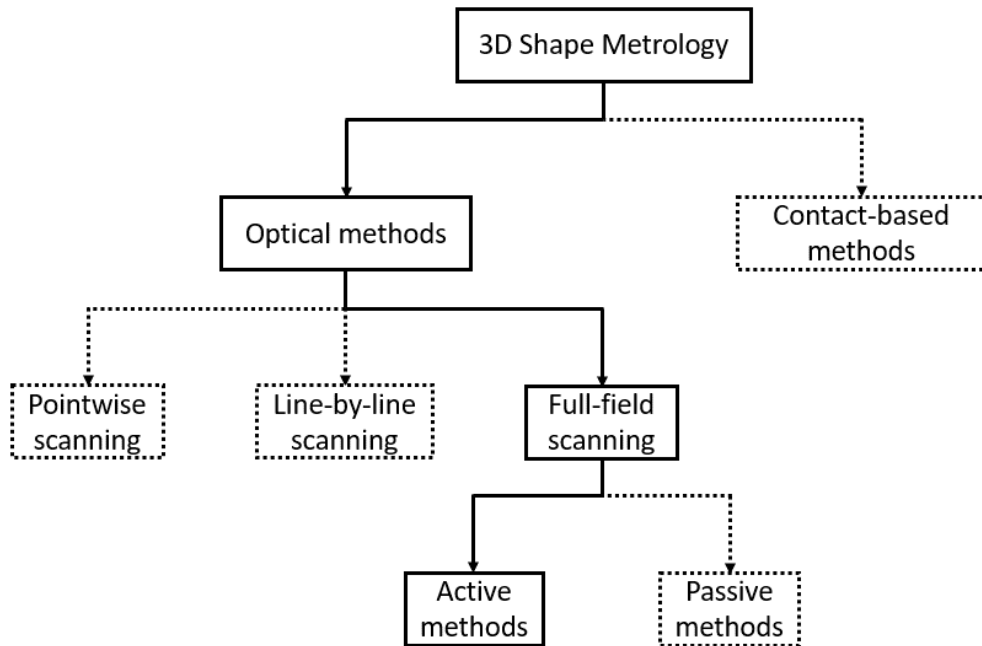 3D Shape Metrology
Optical methods
Contact-based
methods
Pointwise
scanning
Line-by-line
scanning
Full-field
scanning
Active
methods
Passive
methods